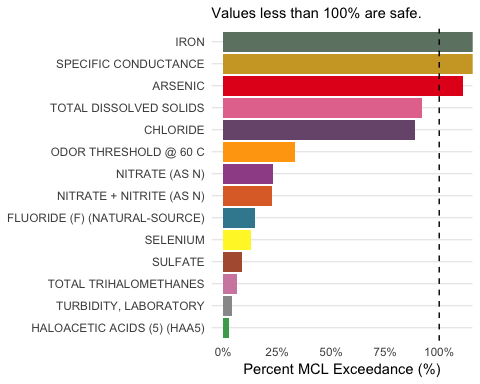 Values less than 100% are safe.
IRON
SPECIFIC CONDUCTANCE
ARSENIC
TOTAL DISSOLVED SOLIDS
CHLORIDE
ODOR THRESHOLD @ 60 C
NITRATE (AS N)
NITRATE + NITRITE (AS N)
FLUORIDE (F) (NATURAL-SOURCE)
SELENIUM
SULFATE
TOTAL TRIHALOMETHANES
TURBIDITY, LABORATORY
HALOACETIC ACIDS (5) (HAA5)
0% 25% 50% 75% 100%
Percent MCL Exceedance (%)